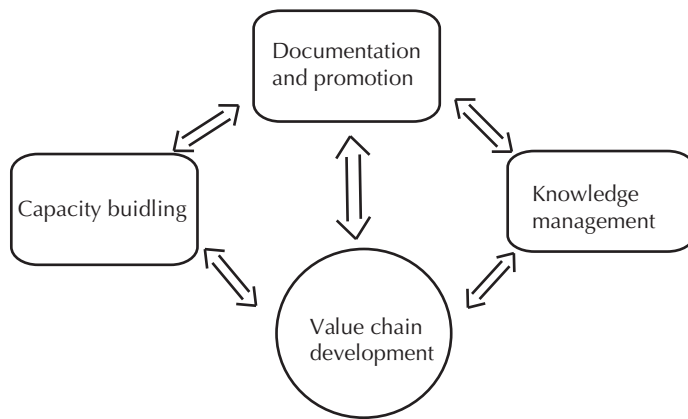 Documentation
and promotion
Capacity buidling
Knowledge
management
Value chain
development